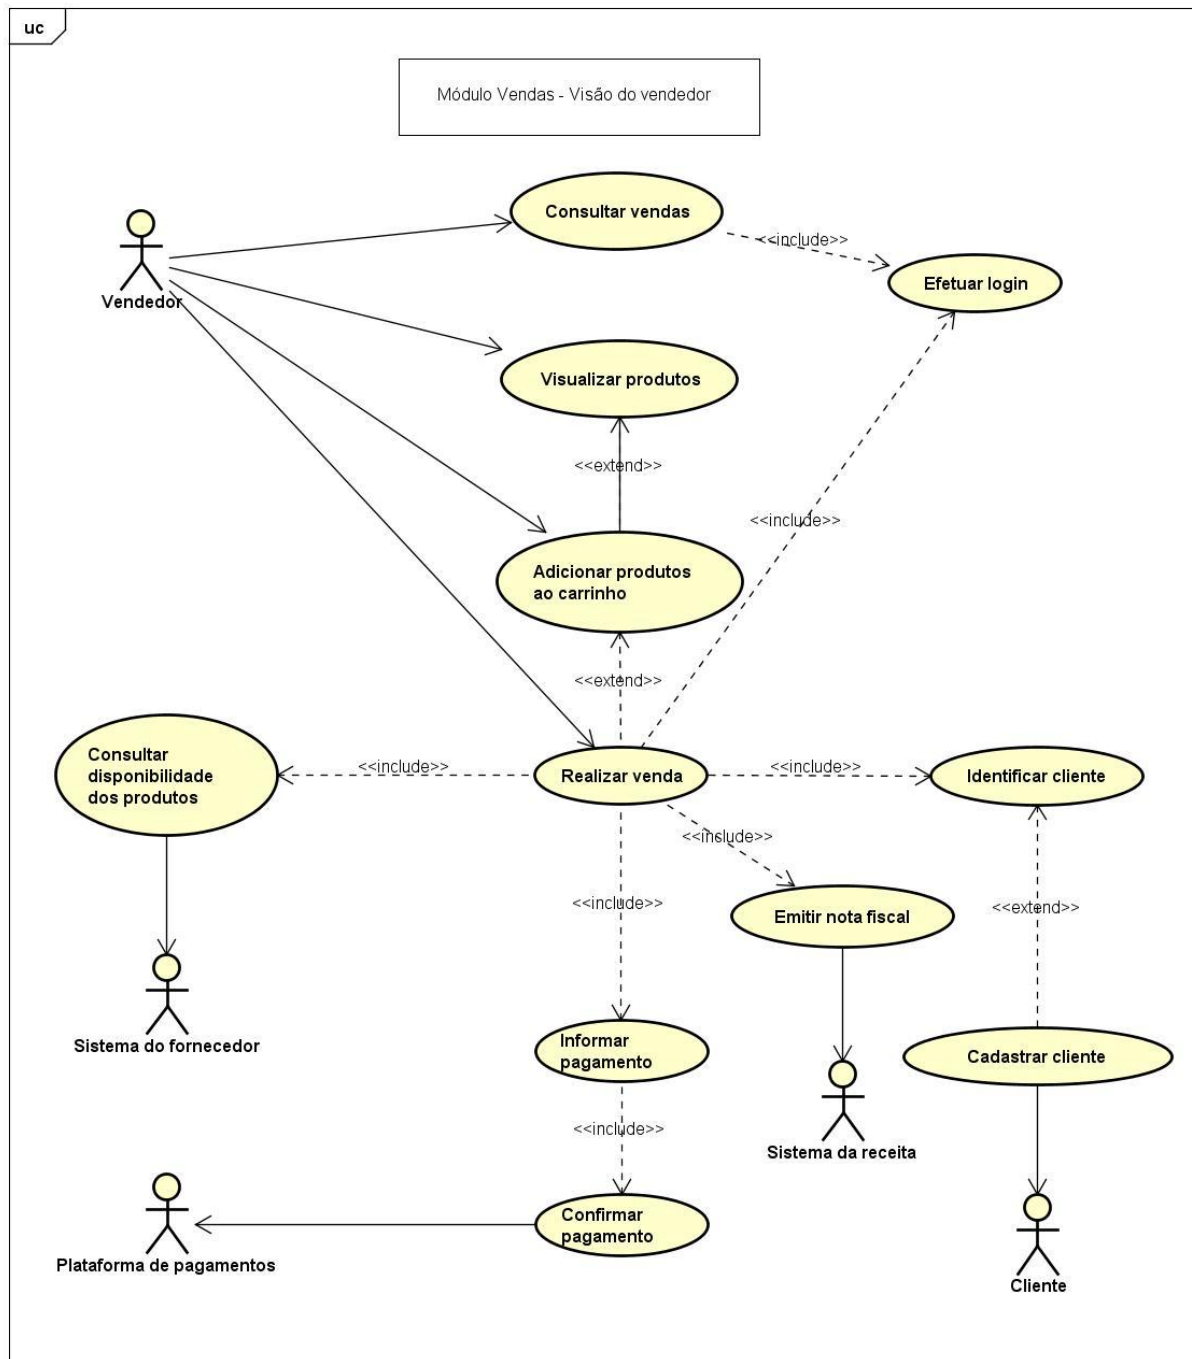 uc
Módulo Vendas - Visão do vendedor
Consultar vendas
<<include>>
Vendedor
Efetuar login
Visualizar produtos
<<extend>>
<<include>>
Adicionar produtos
ao carrinho
<<extend>>
Consultar
disponibilidade
dos produtos
<<include>>
Realizar venda
<<include>>
Identificar cliente
<<include>>
<<include>>
Emitir nota fiscal
<<extend>>
Sistema do fornecedor
Informar
pagamento
Cadastrar cliente
<<include>>
Sistema da receita
Plataforma de pagamentos
Confirmar
pagamento
Cliente